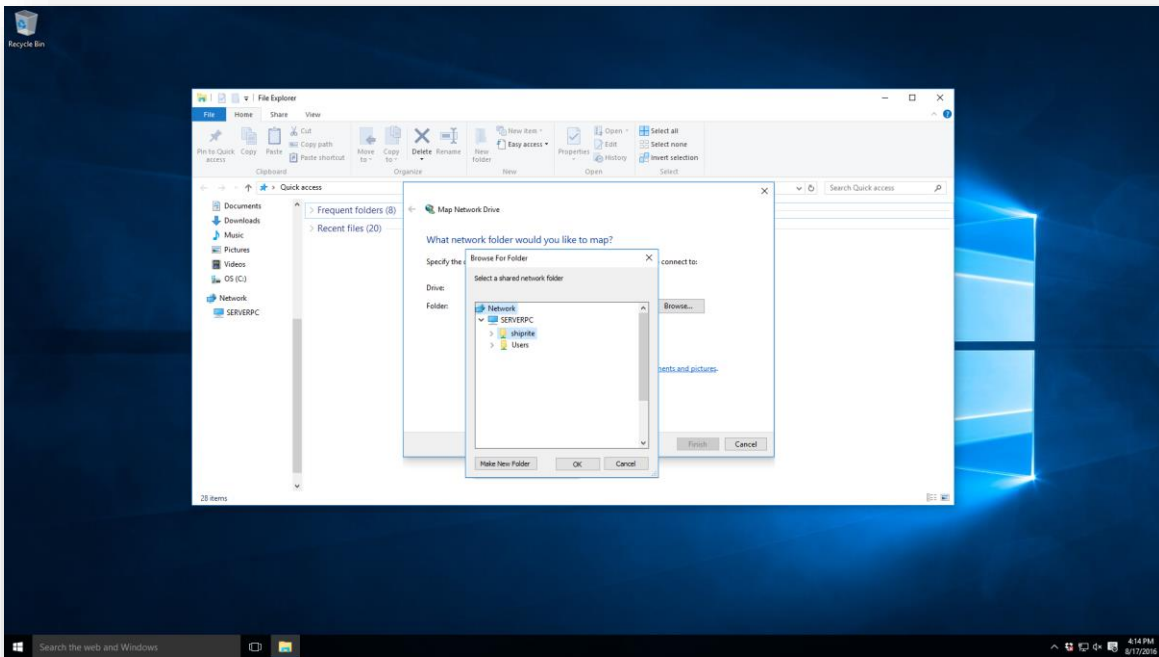 Recycle Bin
File Explorer
File Home Share View
Pin to Quick access
Copy
Paste
Cut
Copy path
Paste shortcut
Clipboard
Move to
Copy to
Delete
Rename
Organize
New folder
New item
Easy access
New
Properties
Open
Edit
History
Open
Select all
Select none
Invert selection
Select
Quick access
Search Quick access
Documents
Downloads
Music
Pictures
Videos
OS (C:)
Network
SERVERPC
Frequent folders (8)
Recent files (20)
Map Network Drive
What network folder would you like to map?
Specify the
connect to:
Drive:
Folder:
Browse...
ments and pictures.
Finish Cancel
Browse For Folder
Select a shared network folder
Network
SERVERPC
shiprite
Users
Make New Folder OK Cancel
28 items
Search the web and Windows
4:14 PM
8/17/2016